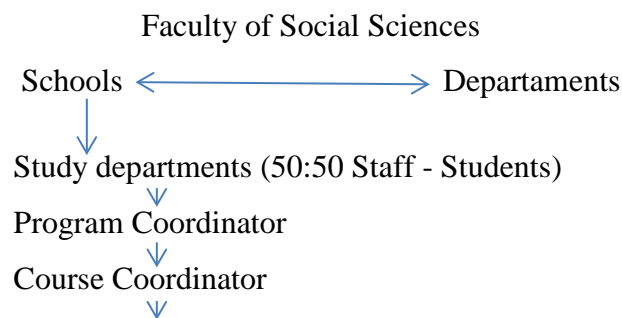 Faculty of Social Sciences
Schools Departaments
Study departments (50:50 Staff - Students)
Program Coordinator
Course Coordinator